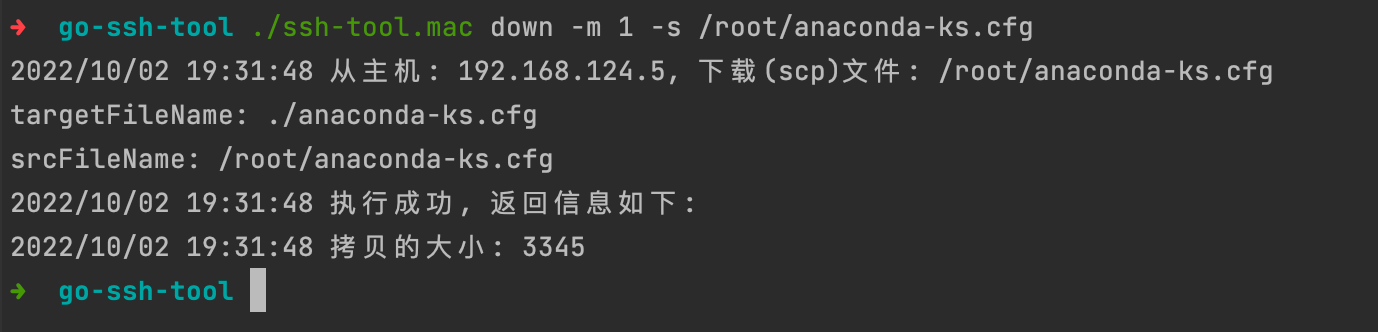 ➜ go-ssh-tool ./ssh-tool.mac down -m 1 -s /root/anaconda-ks.cfg
2022/10/02 19:31:48 从主机: 192.168.124.5, 下载(scp)文件: /root/anaconda-ks.cfg
targetFileName: ./anaconda-ks.cfg
srcFileName: /root/anaconda-ks.cfg
2022/10/02 19:31:48 执行成功, 返回信息如下:
2022/10/02 19:31:48 拷贝的大小: 3345
➜ go-ssh-tool